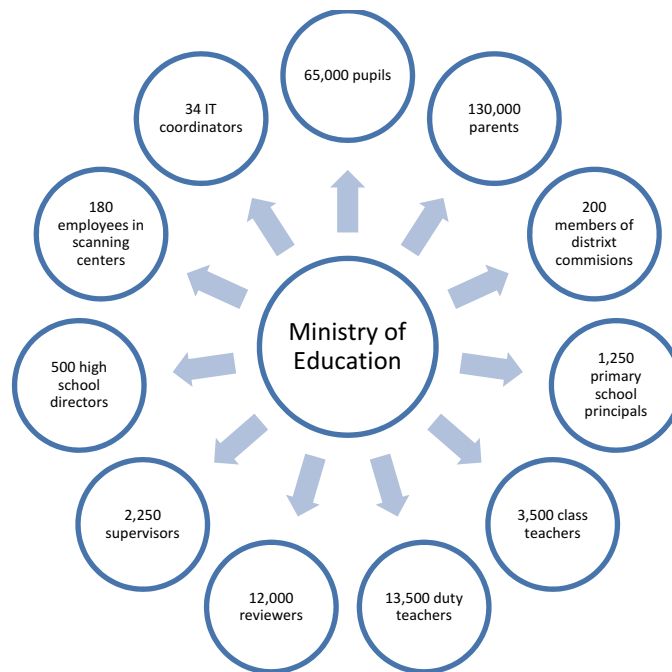 65,000 pupils
130,000
parents
200
members of
distrixt
commisions
1,250
primary
school
principals
3,500 class
teachers
13,500 duty
teachers
12,000
reviewers
2,250
supervisors
500 high
school
directors
180
employees in
scanning
centers
34 IT
coordinators
Ministry of
Education